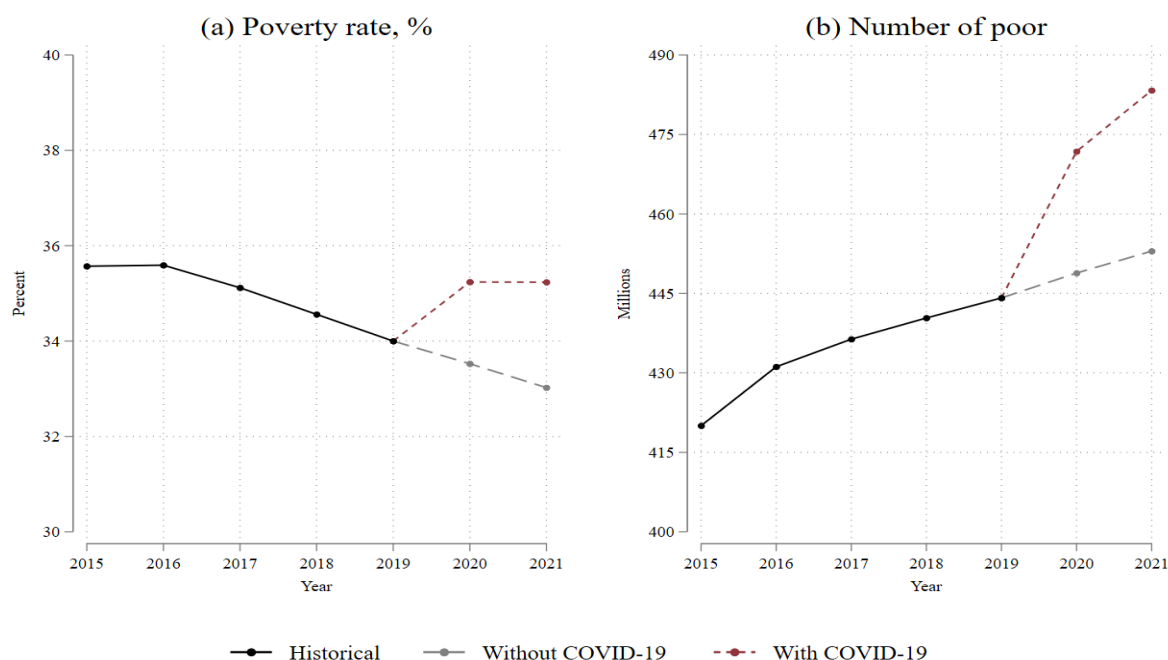 (a) Poverty rate, %
40
38
36
34
32
30
Percent
2015 2016 2017 2018 2019 2020 2021
Year
(b) Number of poor
490
475
460
445
430
415
400
Millions
2015 2016 2017 2018 2019 2020 2021
Year
Historical Without COVID-19 With COVID-19